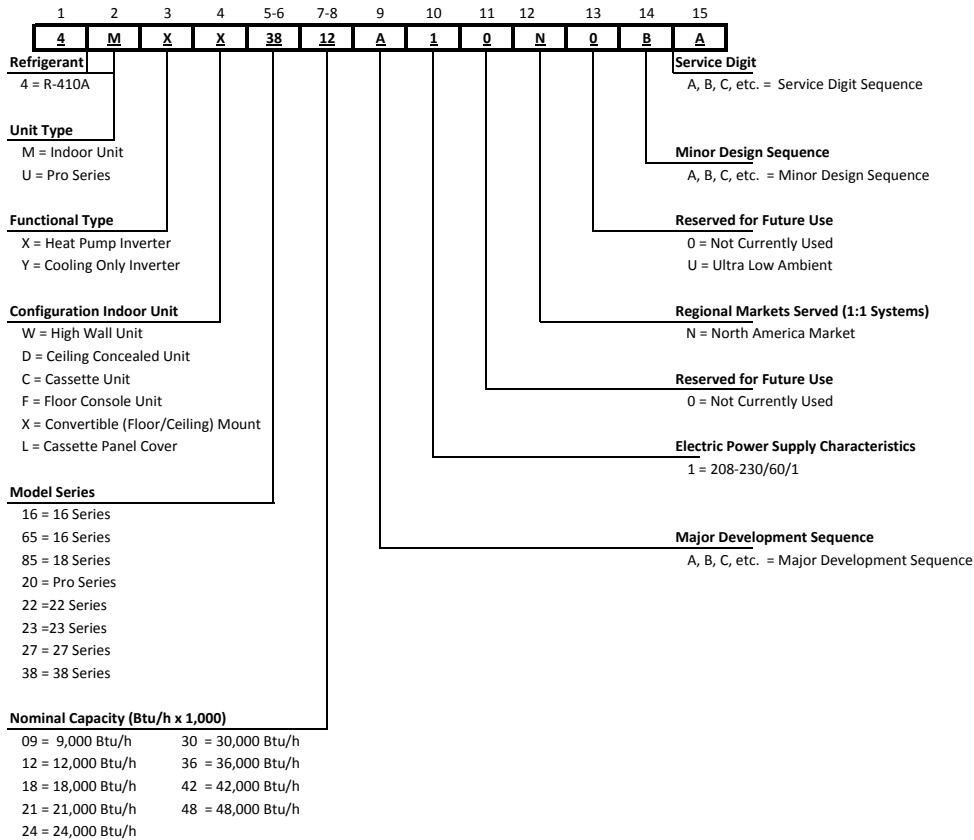 1 2 3 4 5-6 7-8 9 10 11 12 13 14 15
4 M X X 38 12 A 1 0 N 0 B A
Refrigerant
4 = R-410A
Unit Type
M = Indoor Unit
U = Pro Series
Functional Type
X = Heat Pump Inverter
Y = Cooling Only Inverter
Configuration Indoor Unit
W = High Wall Unit
D = Ceiling Concealed Unit
C = Cassette Unit
F = Floor Console Unit
X = Convertible (Floor/Ceiling) Mount
L = Cassette Panel Cover
Model Series
16 = 16 Series
65 = 16 Series
85 = 18 Series
20 = Pro Series
22 =22 Series
23 =23 Series
27 = 27 Series
38 = 38 Series
Nominal Capacity (Btu/h x 1,000)
09 = 9,000 Btu/h 30 = 30,000 Btu/h
12 = 12,000 Btu/h 36 = 36,000 Btu/h
18 = 18,000 Btu/h 42 = 42,000 Btu/h
21 = 21,000 Btu/h 48 = 48,000 Btu/h
24 = 24,000 Btu/h
Service Digit
A, B, C, etc. = Service Digit Sequence
Minor Design Sequence
A, B, C, etc. = Minor Design Sequence
Reserved for Future Use
0 = Not Currently Used
U = Ultra Low Ambient
Regional Markets Served (1:1 Systems)
N = North America Market
Reserved for Future Use
0 = Not Currently Used
Electric Power Supply Characteristics
1 = 208-230/60/1
Major Development Sequence
A, B, C, etc. = Major Development Sequence